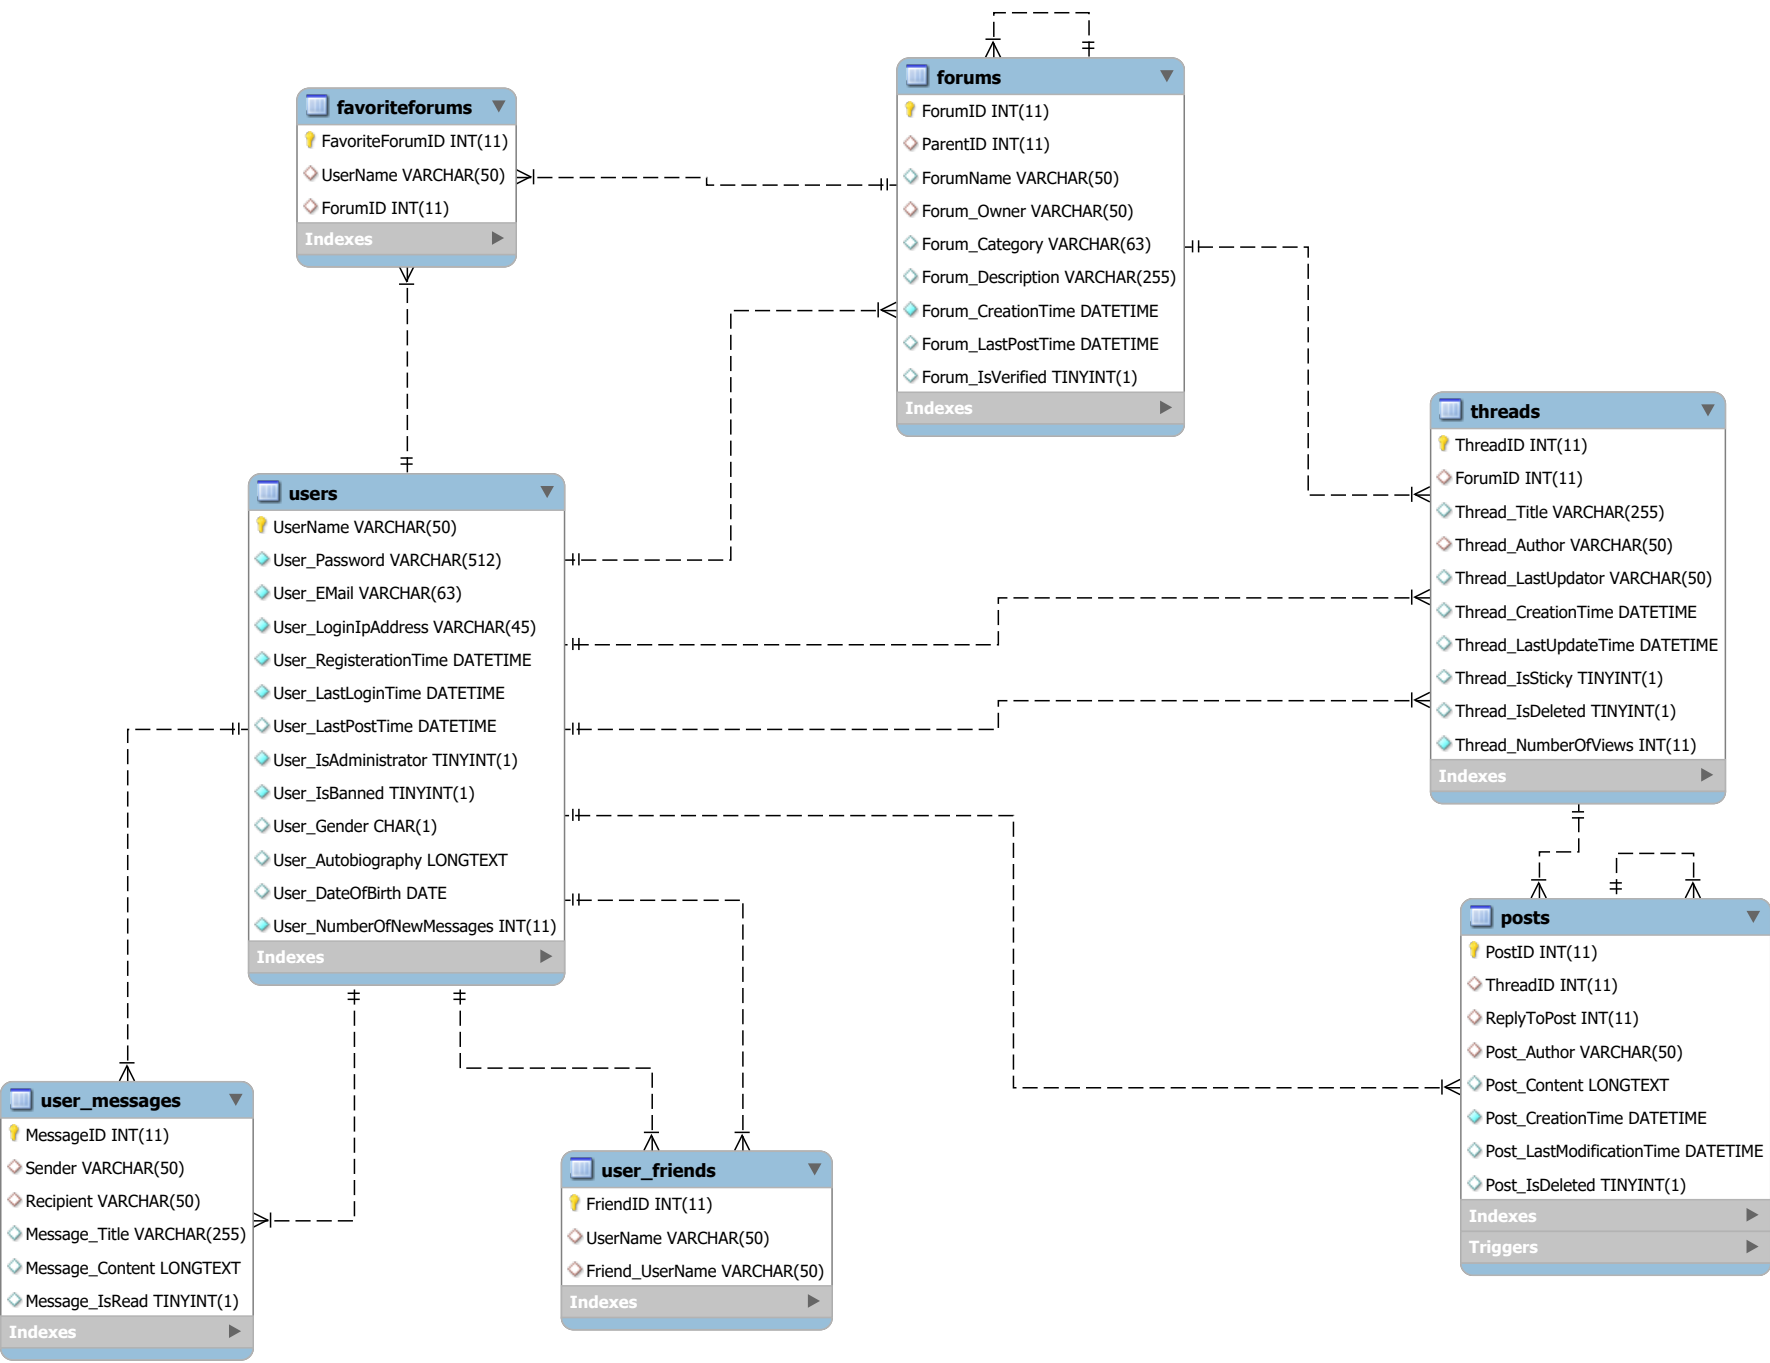 forums
ForumID INT(11)
ParentID INT(11)
ForumName VARCHAR(50)
Forum_Owner VARCHAR(50)
Forum_Category VARCHAR(63)
Forum_Description VARCHAR(255)
Forum_CreationTime DATETIME
Forum_LastPostTime DATETIME
Forum_IsVerified TINYINT(1)
Indexes
favoriteforums
FavoriteForumID INT(11)
UserName VARCHAR(50)
ForumID INT(11)
Indexes
threads
ThreadID INT(11)
ForumID INT(11)
Thread_Title VARCHAR(255)
Thread_Author VARCHAR(50)
Thread_LastUpdator VARCHAR(50)
Thread_CreationTime DATETIME
Thread_LastUpdateTime DATETIME
Thread_IsSticky TINYINT(1)
Thread_IsDeleted TINYINT(1)
Thread_NumberOfViews INT(11)
Indexes
users
UserName VARCHAR(50)
User_Password VARCHAR(512)
User_EMail VARCHAR(63)
User_LoginIpAddress VARCHAR(45)
User_RegisterationTime DATETIME
User_LastLoginTime DATETIME
User_LastPostTime DATETIME
User_IsAdministrator TINYINT(1)
User_IsBanned TINYINT(1)
User_Gender CHAR(1)
User_Autobiography LONGTEXT
User_DateOfBirth DATE
User_NumberOfNewMessages INT(11)
Indexes
posts
PostID INT(11)
ThreadID INT(11)
ReplyToPost INT(11)
Post_Author VARCHAR(50)
Post_Content LONGTEXT
Post_CreationTime DATETIME
Post_LastModificationTime DATETIME
Post_IsDeleted TINYINT(1)
Indexes
Triggers
user_messages
MessageID INT(11)
Sender VARCHAR(50)
Recipient VARCHAR(50)
Message_Title VARCHAR(255)
Message_Content LONGTEXT
Message_IsRead TINYINT(1)
Indexes
user_friends
FriendID INT(11)
UserName VARCHAR(50)
Friend_UserName VARCHAR(50)
Indexes